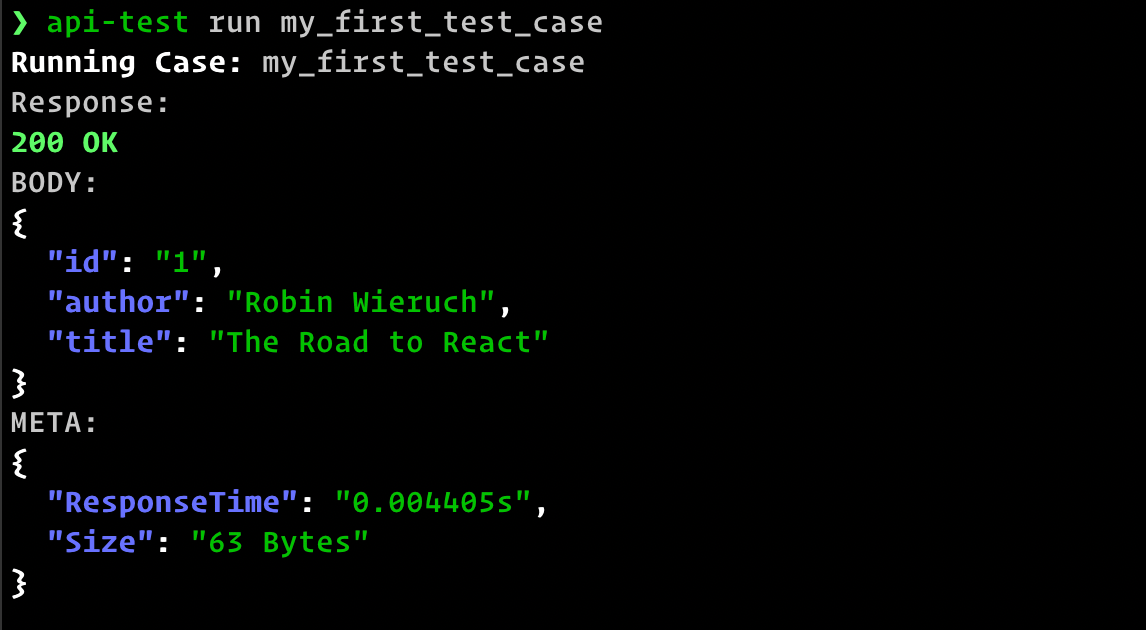 ❯ api-test run my_first_test_case
Running Case: my_first_test_case
Response:
200 OK
BODY:
{
  "id": "1",
  "author": "Robin Wieruch",
  "title": "The Road to React"
}
META:
{
  "ResponseTime": "0.004405s",
  "Size": "63 Bytes"
}